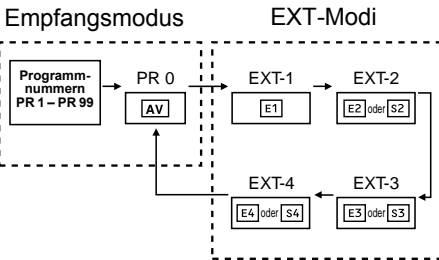 Empfangsmodus
EXT-Modi
Programm-
nummern
PR 1 – PR 99
PR 0
AV
EXT-1
E1
EXT-2
E2 oder S2
EXT-4
E4 oder S4
EXT-3
E3 oder S3